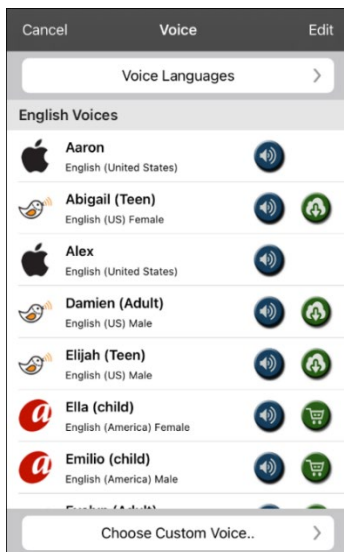 Cancel Voice Edit
Voice Languages
English Voices
Aaron
English (United States)
Abigail (Teen)
English (US) Female
Alex
English (United States)
Damien (Adult)
English (US) Male
Elijah (Teen)
English (US) Male
Ella (child)
English (America) Female
Emilio (child)
English (America) Male
Evelyn (Adult)
Choose Custom Voice..